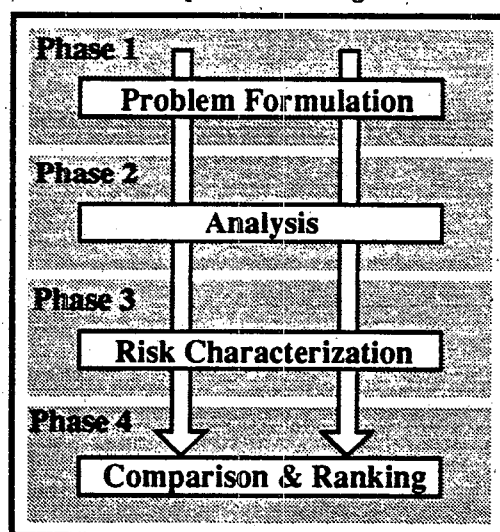 Phase 1
Problem Formulation
Phase 2
Analysis
Phase 3
Risk Characterization
Phase 4
Comparison & Ranking